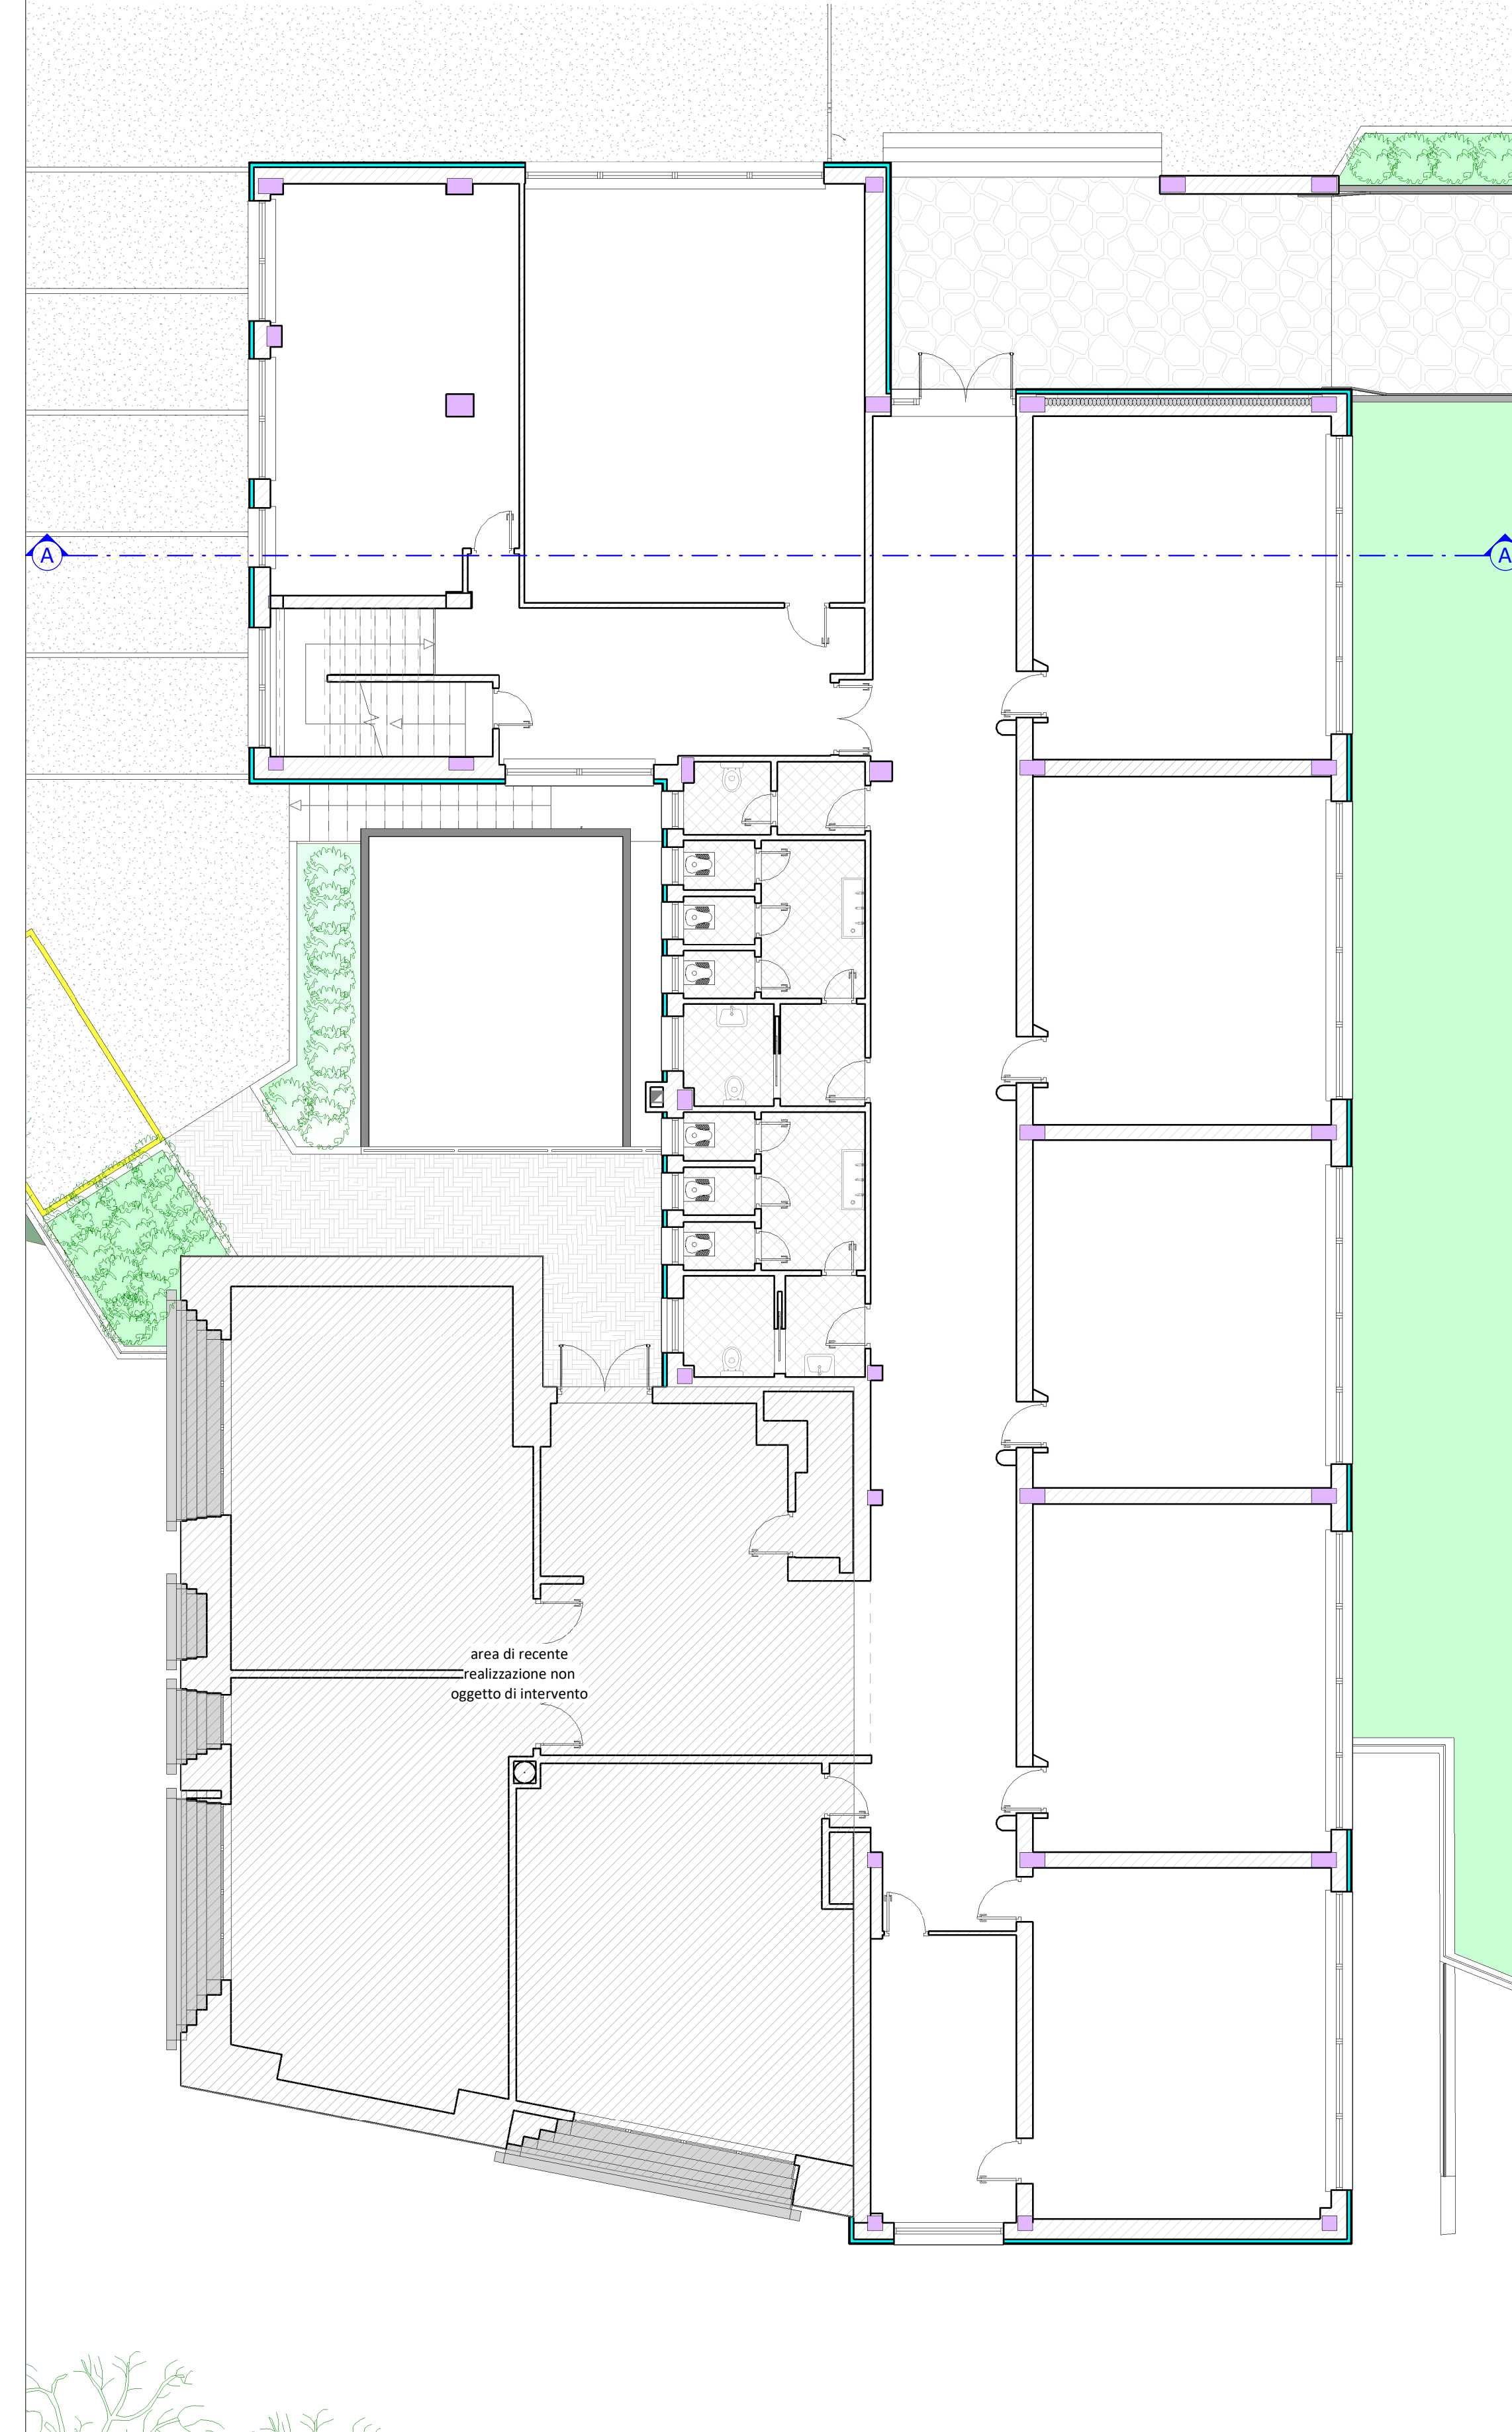 A
A
area di recente
realizzazione non
oggetto di intervento